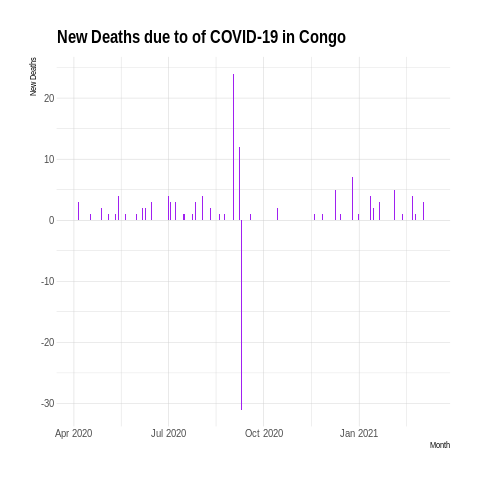 New Deaths due to of COVID-19 in Congo
New Deaths
20
10
0
-10
-20
-30
Apr 2020
Jul 2020
Oct 2020
Jan 2021
Month